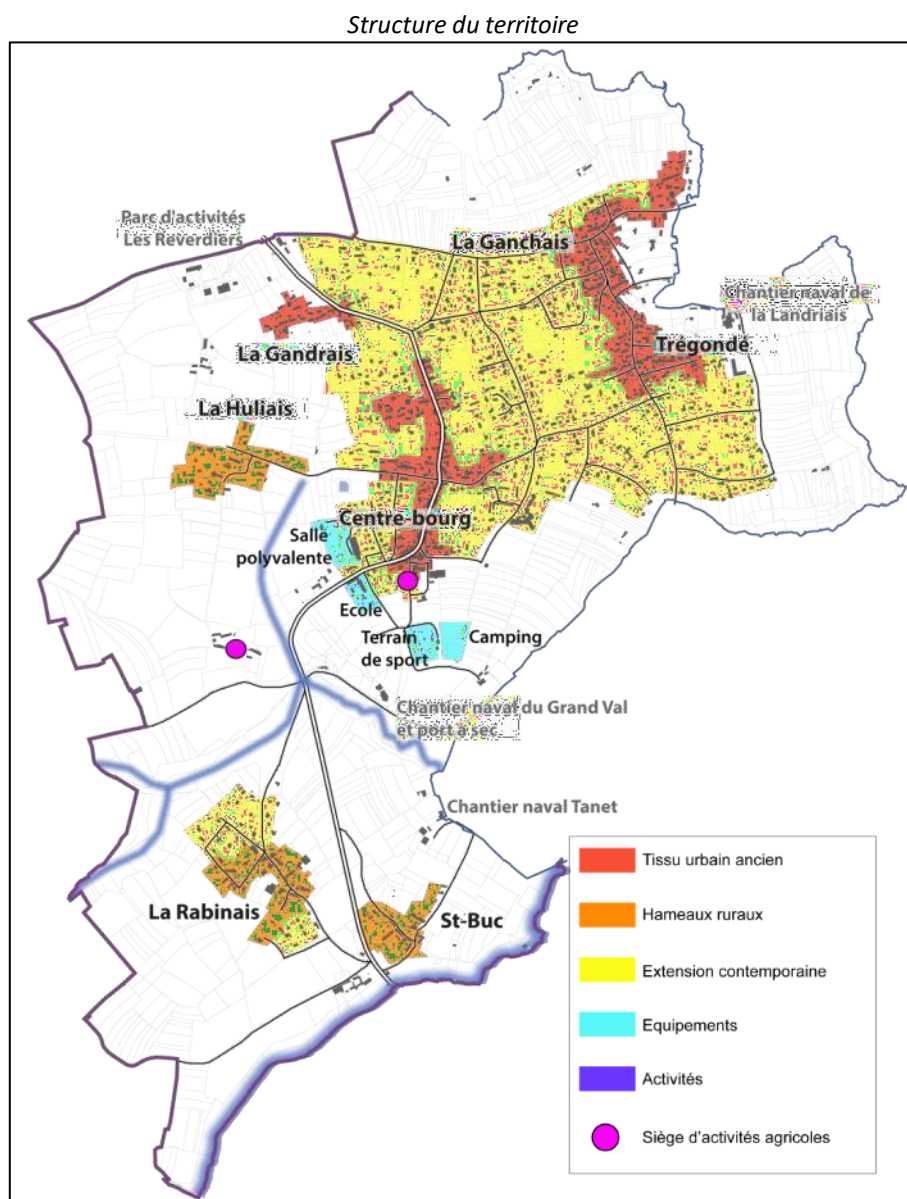 Structure du territoire
Parc d'activités
Les Reverdiers
La Ganchais
Chantier naval de
la Landriais
Trégondé
La Gandrais
La Huliais
Centre-bourg
Salle
polyvalente
Ecole
Terrain
de sport
Camping
Chantier naval du Grand Val
et port à sec
Chantier naval Tanet
La Rabinais
St-Buc
Tissu urbain ancien
Hameaux ruraux
Extension contemporaine
Equipements
Activités
Siège d'activités agricoles